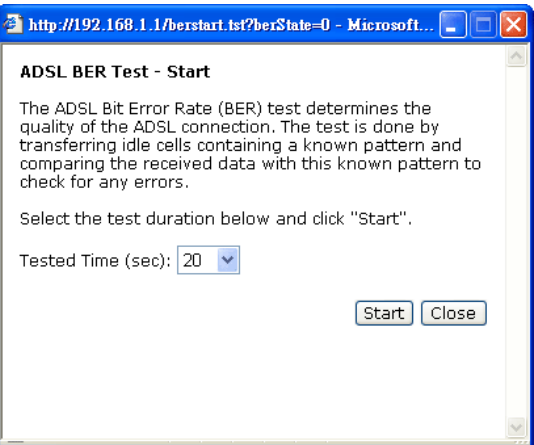 http://192.168.1.1/berstart.tst?berState=0 - Microsoft...
ADSL BER Test - Start
The ADSL Bit Error Rate (BER) test determines the
quality of the ADSL connection. The test is done by
transferring idle cells containing a known pattern and
comparing the received data with this known pattern to
check for any errors.
Select the test duration below and click "Start".
Tested Time (sec): 20
Start Close